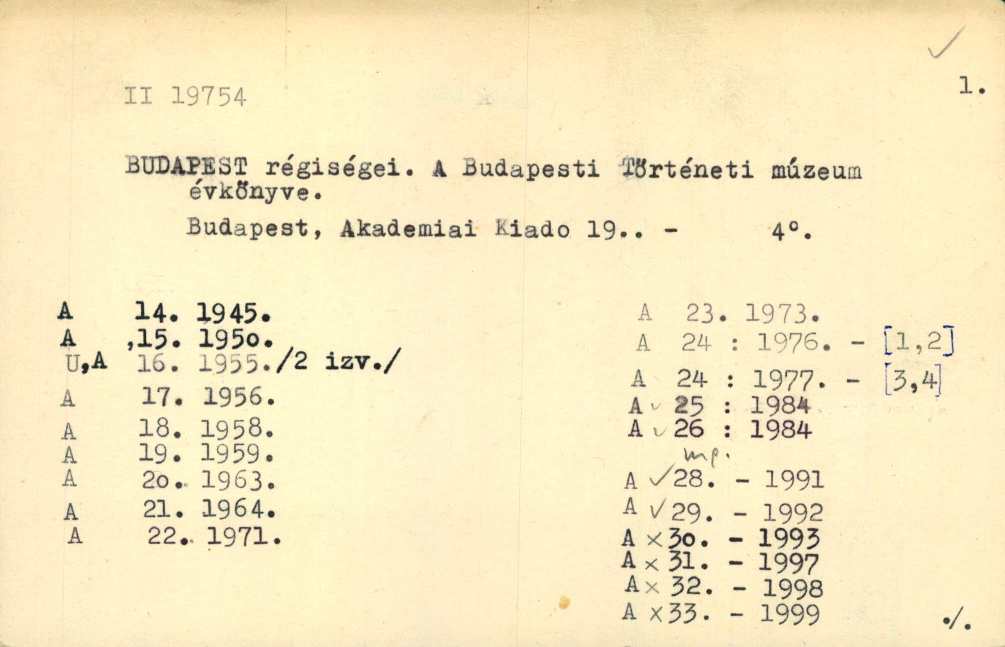 1.
II 19754
BUDAPEST régiségei. A Budapesti Történeti múzeum
évkönyve.
Budapest, Akademiai Kiado 19.. - 4°.
A 14. 1945.
A ,15. 1950.
U,A 16. 1955./2 izv./
A 17. 1956.
A 18. 1958.
A 19. 1959.
A 20. 1963.
A 21. 1964.
A 22. 1971.
A 23. 1973.
A 24 : 1976. - [1,2]
A 24 : 1977. - [3,4]
A ✓ 25 : 1984
A ✓ 26 : 1984
A ✓ 28. - 1991
A ✓ 29. - 1992
A × 30. - 1993
A × 31. - 1997
A × 32. - 1998
A × 33. - 1999
./.